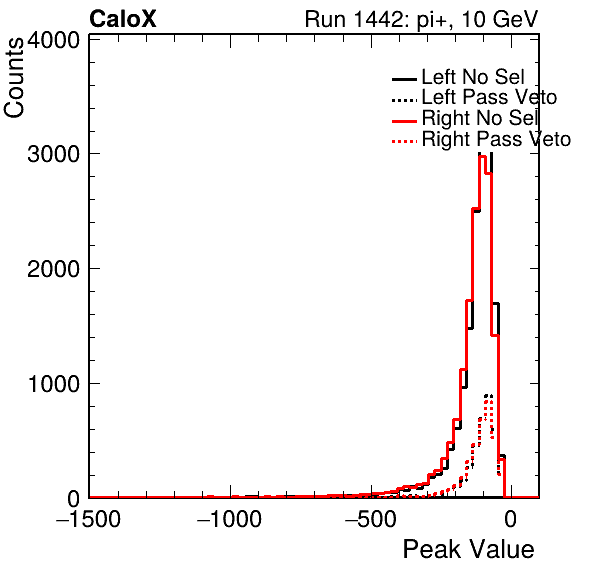 CaloX
Run 1442: pi+, 10 GeV
Counts
4000
3000
2000
1000
0
Left No Sel
Left Pass Veto
Right No Sel
Right Pass Veto
−1500
−1000
−500
0
Peak Value